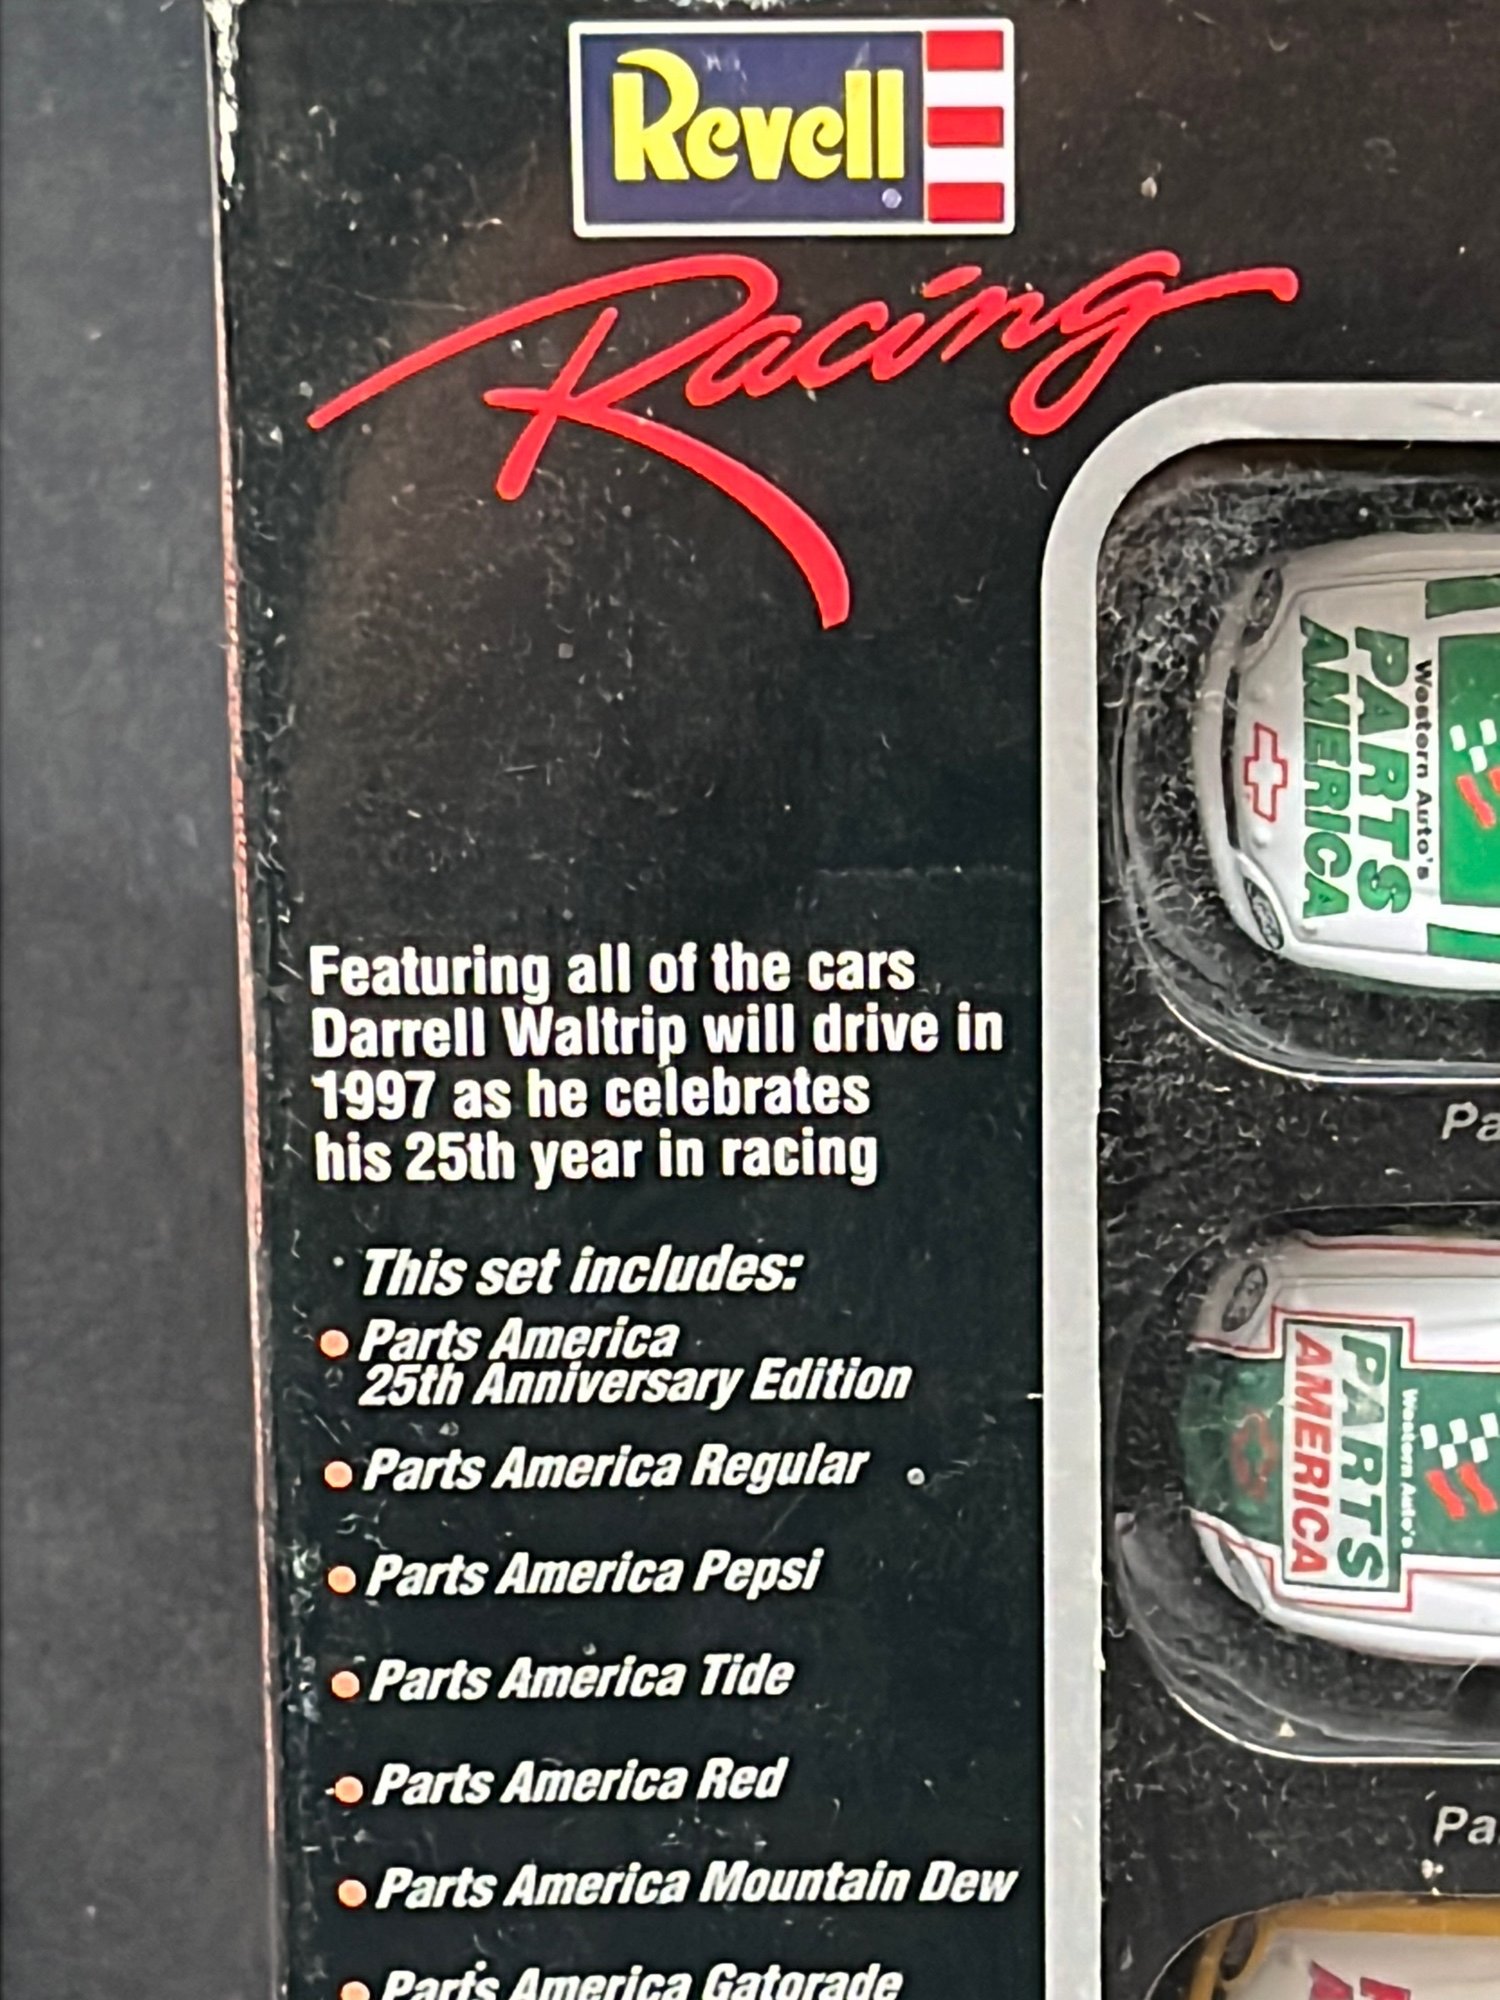 Revell
Racing
Featuring all of the cars
Darrell Waltrip will drive in
1997 as he celebrates
his 25th year in racing
This set includes:
Parts America
25th Anniversary Edition
Parts America Regular
Parts America Pepsi
Parts America Tide
Parts America Red
Parts America Mountain Dew
Parts America Gatorade
Western Auto's
PARTS
AMERICA
Pa
Western Auto's
PARTS
AMERICA
Pa